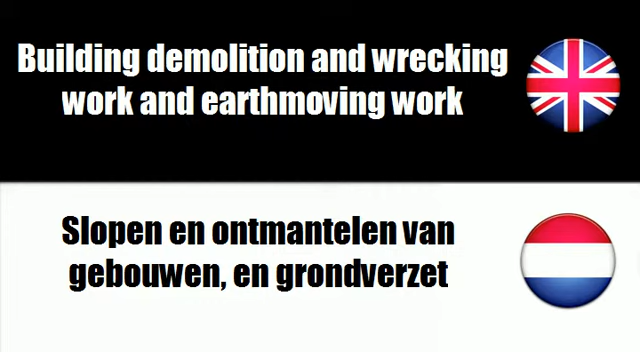 Building demolition and wrecking
work and earthmoving work
Slopen en ontmantelen van
gebouwen, en grondverzet